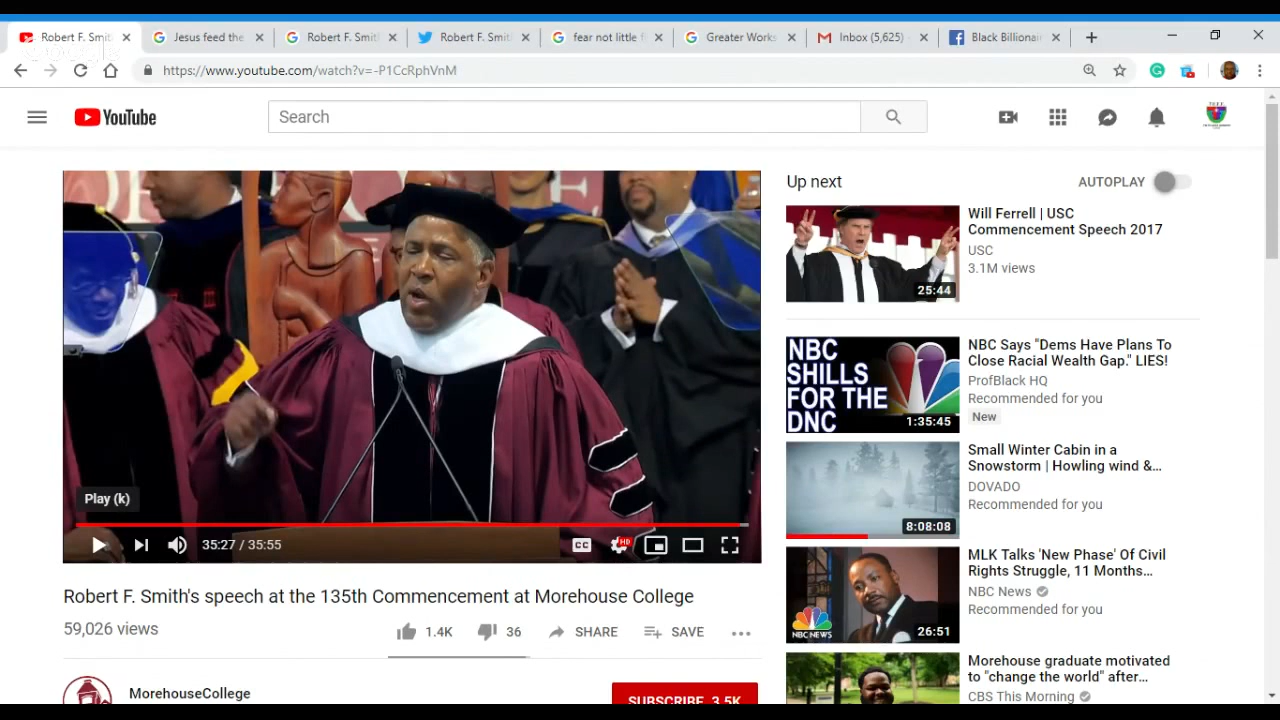 Robert F. Smit
Jesus feed the
Robert F. Smit
Robert F. Smit
fear not little f
Greater Works
Inbox (5,625)
Black Billionai
https://www.youtube.com/watch?v=-P1CcRphVnM
YouTube
Search
Up next
AUTOPLAY
Will Ferrell | USC
Commencement Speech 2017
USC
3.1M views
25:44
NBC
SHILLS
FOR THE
DNC
1:35:45
NBC Says "Dems Have Plans To
Close Racial Wealth Gap." LIES!
ProfBlack HQ
Recommended for you
New
Small Winter Cabin in a
Snowstorm | Howling wind &...
DOVADO
Recommended for you
8:08:08
MLK Talks 'New Phase' Of Civil
Rights Struggle, 11 Months...
NBC News
Recommended for you
NBC NEWS
26:51
Morehouse graduate motivated
to "change the world" after...
CBS This Morning
Play (k)
35:27 / 35:55
CC
HD
Robert F. Smith's speech at the 135th Commencement at Morehouse College
59,026 views
1.4K
36
SHARE
SAVE
MorehouseCollege
SUBSCRIBE 3.5K